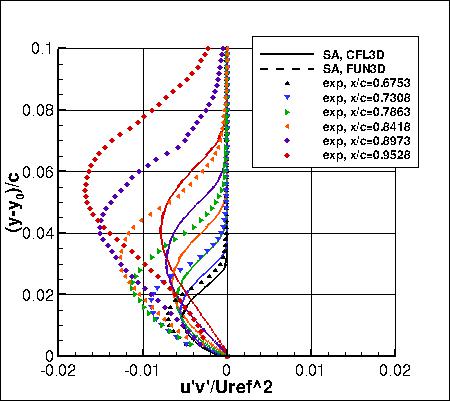 SA, CFL3D
SA, FUN3D
exp, x/c=0.6753
exp, x/c=0.7308
exp, x/c=0.7863
exp, x/c=0.8418
exp, x/c=0.8973
exp, x/c=0.9528
0.1
0.08
0.06
0.04
0.02
0
(y-y0)/c
-0.02 -0.01 0 0.01 0.02
u'v'/Uref^2